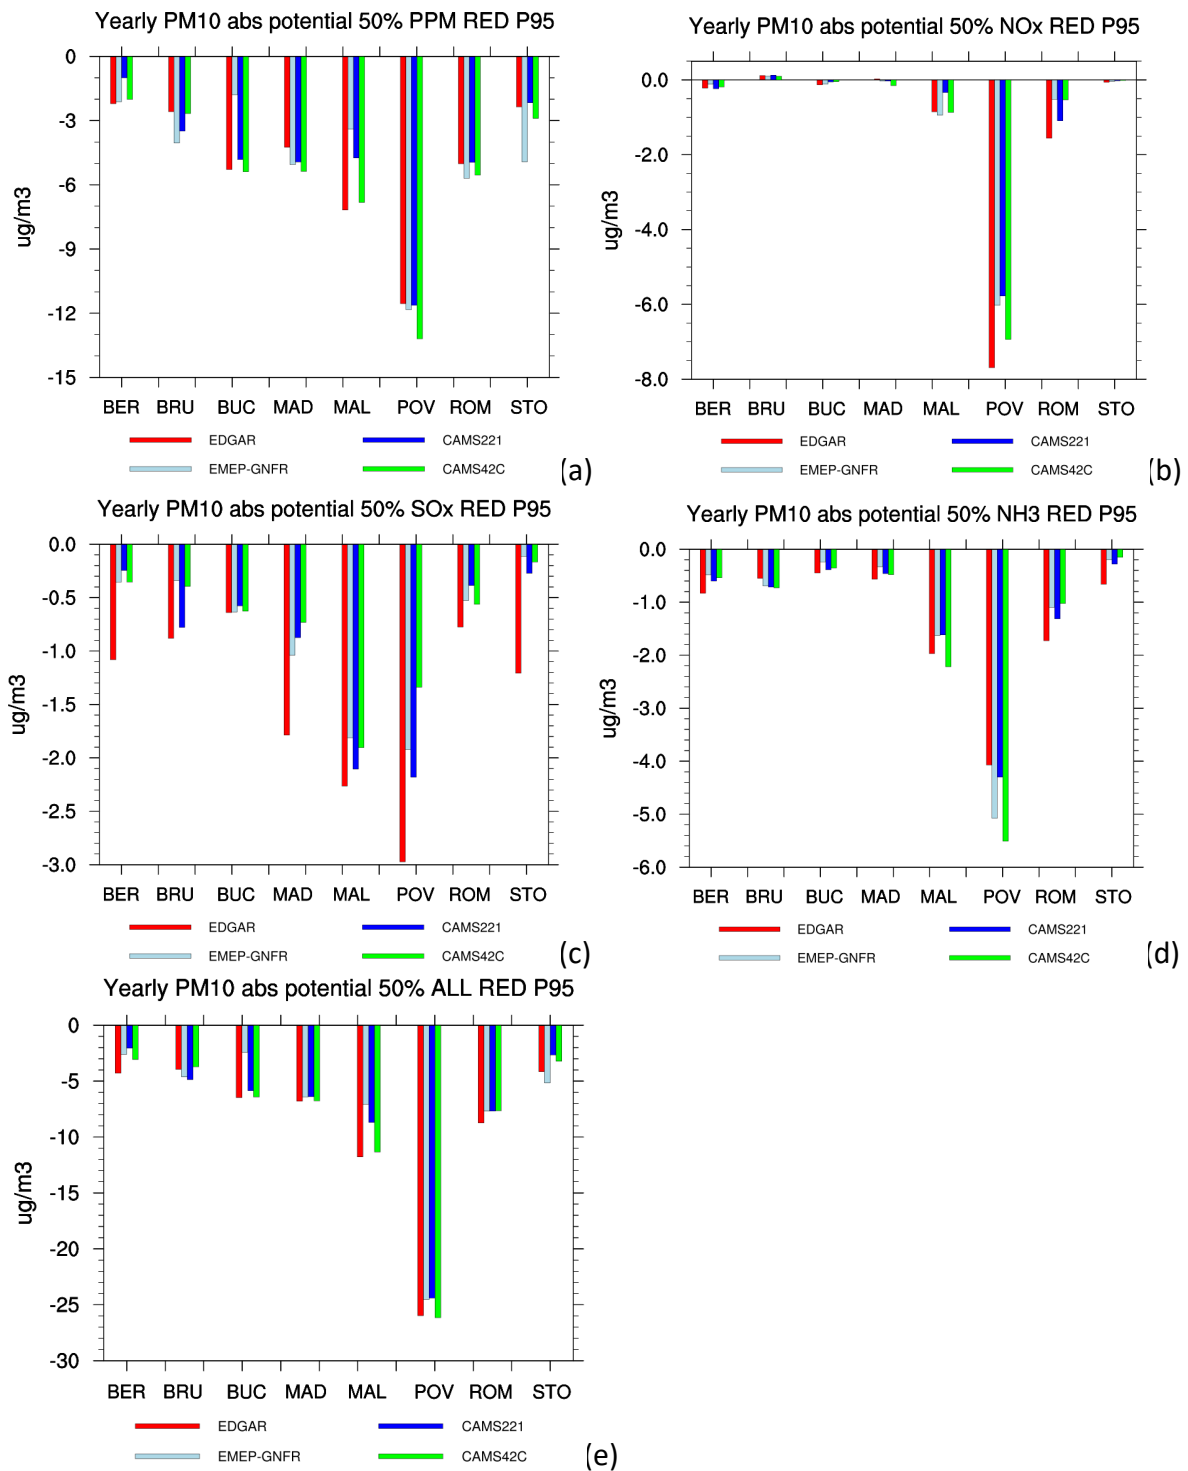 Yearly PM10 abs potential 50% PPM RED P95
0
-3
-6
-9
-12
-15
ug/m3
BER BRU BUC MAD MAL POV ROM STO
EDGAR CAMS221
EMEP-GNFR CAMS42C
(a)
Yearly PM10 abs potential 50% NOx RED P95
0.0
-2.0
-4.0
-6.0
-8.0
ug/m3
BER BRU BUC MAD MAL POV ROM STO
EDGAR CAMS221
EMEP-GNFR CAMS42C
(b)
Yearly PM10 abs potential 50% SOx RED P95
0.0
-0.5
-1.0
-1.5
-2.0
-2.5
-3.0
ug/m3
BER BRU BUC MAD MAL POV ROM STO
EDGAR CAMS221
EMEP-GNFR CAMS42C
(c)
Yearly PM10 abs potential 50% NH3 RED P95
0.0
-1.0
-2.0
-3.0
-4.0
-5.0
-6.0
ug/m3
BER BRU BUC MAD MAL POV ROM STO
EDGAR CAMS221
EMEP-GNFR CAMS42C
(d)
Yearly PM10 abs potential 50% ALL RED P95
0
-5
-10
-15
-20
-25
-30
ug/m3
BER BRU BUC MAD MAL POV ROM STO
EDGAR CAMS221
EMEP-GNFR CAMS42C
(e)